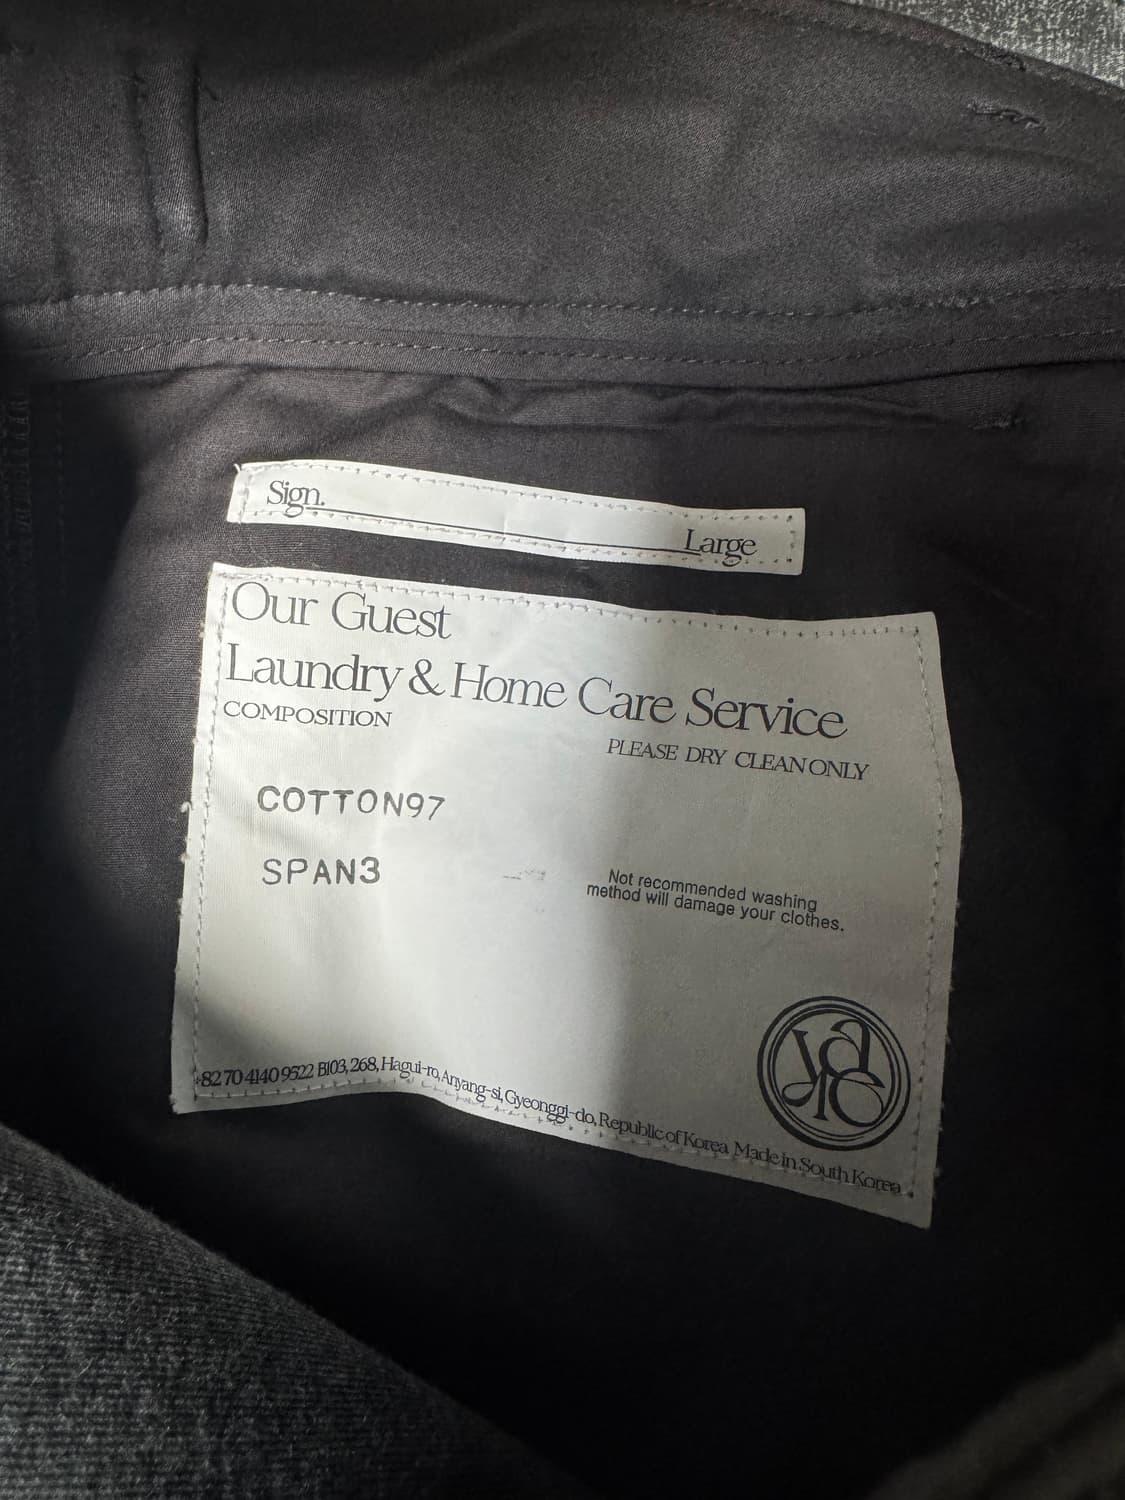 Sign.
Large
Our Guest
Laundry & Home Care Service
COMPOSITION
PLEASE DRY CLEAN ONLY
COTTON97
SPAN3
Not recommended washing
method will damage your clothes.
+82 70 4140 9522 B103, 268, Hagui-ro, Anyang-si, Gyeonggi-do, Republic of Korea Made in South Korea